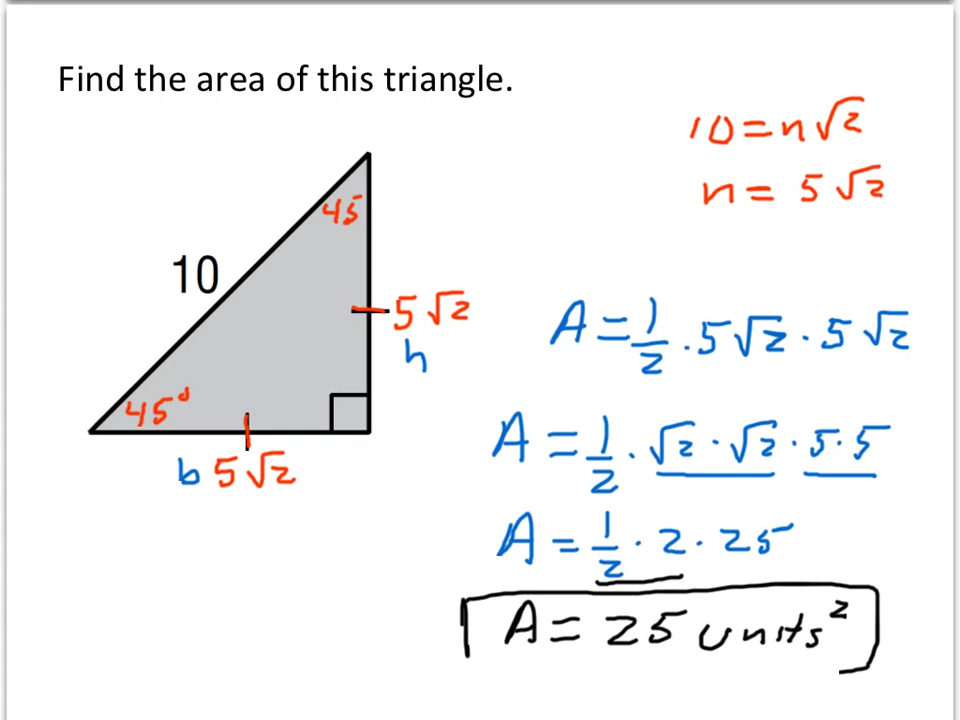 Find the area of this triangle.
10 = n√2
n = 5√2
45
10
5√2
h
45°
b 5√2
A = 1/2 · 5√2 · 5√2
A = 1/2 · √2 · √2 · 5 · 5
A = 1/2 · 2 · 25
A = 25 units²